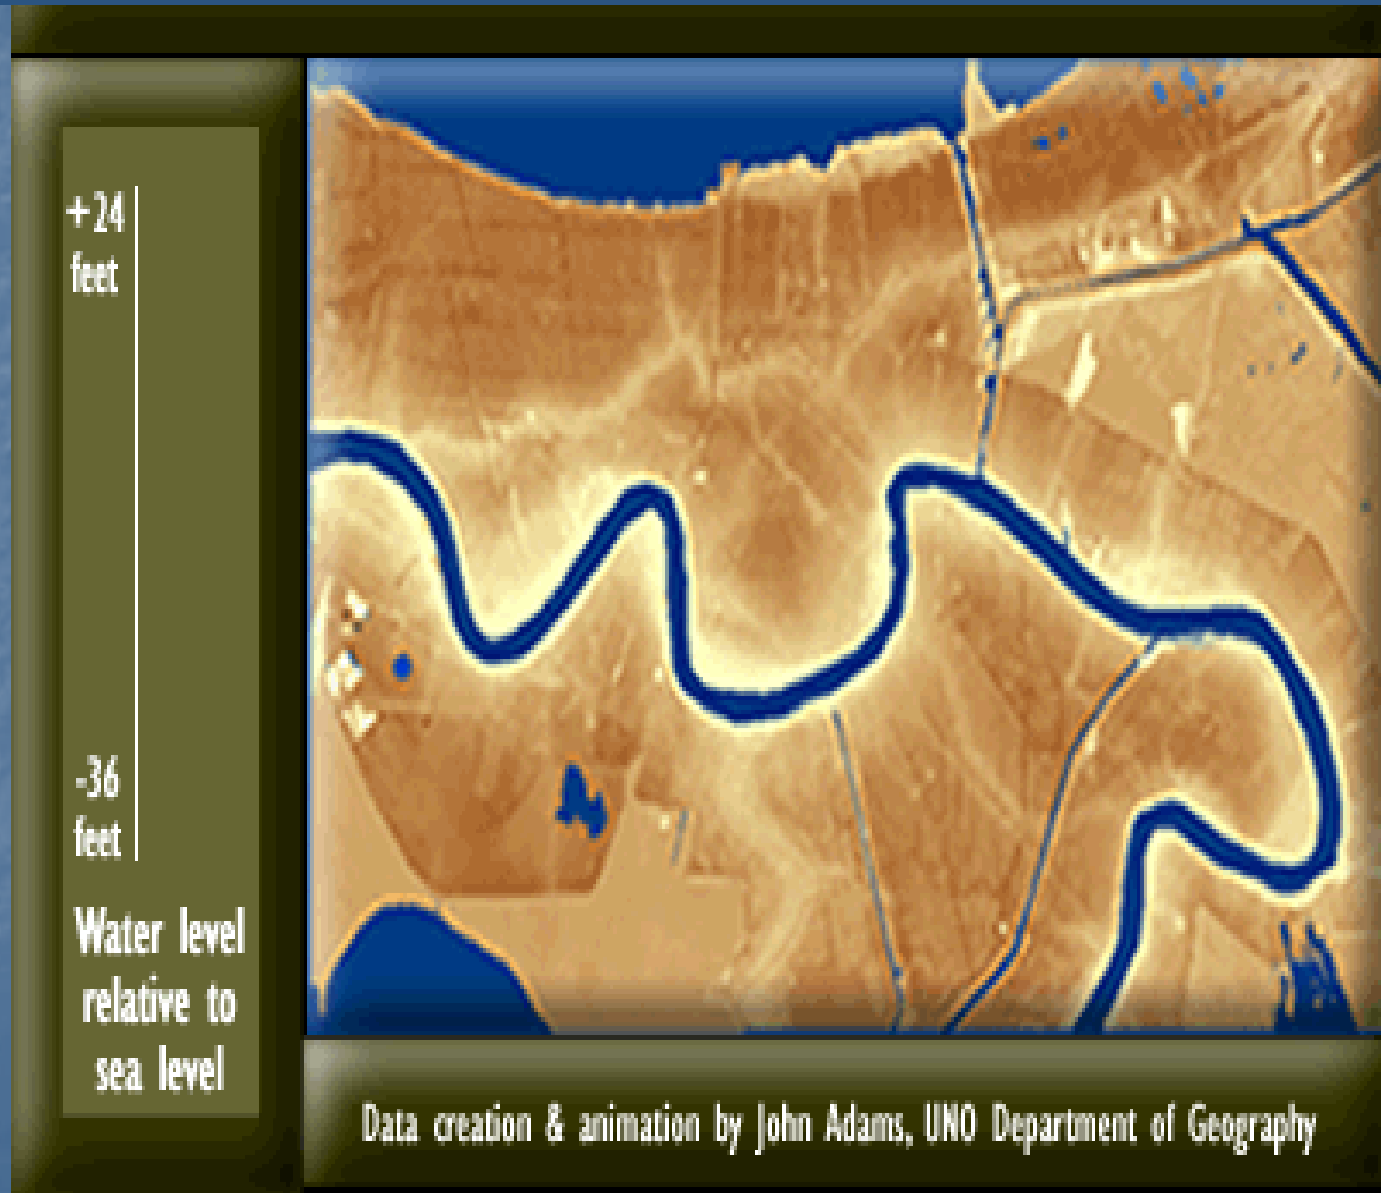 +24
feet
-36
feet
Water level
relative to
sea level
Data creation & animation by John Adams, UNO Department of Geography